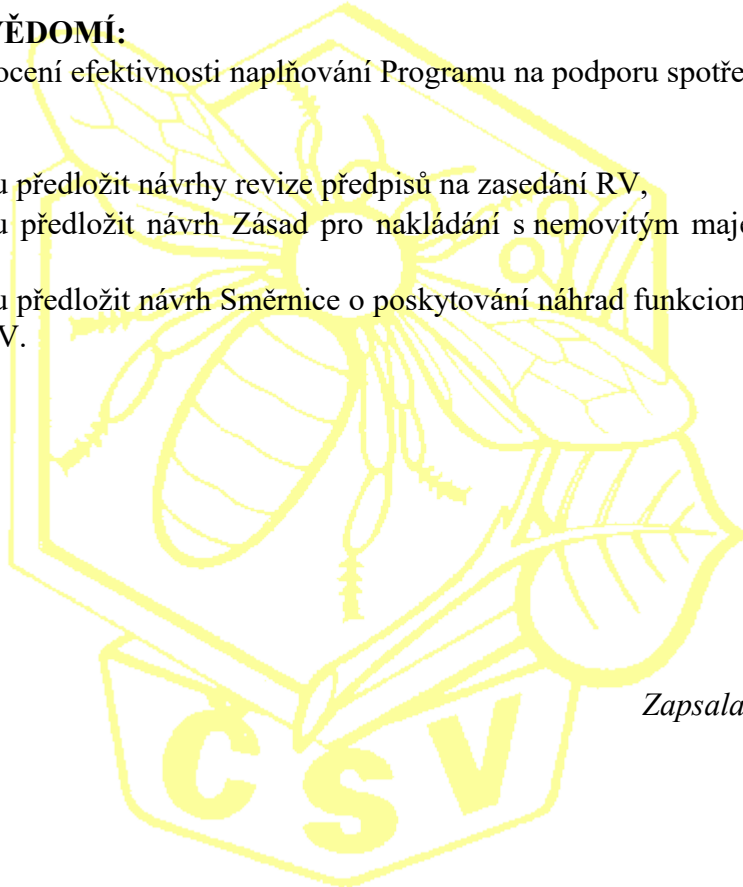 VĚDOMÍ:
ocení efektivnosti naplňování Programu na podporu spotře
u předložit návrhy revize předpisů na zasedání RV,
u předložit návrh Zásad pro nakládání s nemovitým maje
u předložit návrh Směrnice o poskytování náhrad funkcion
V.
Zapsala
CSV